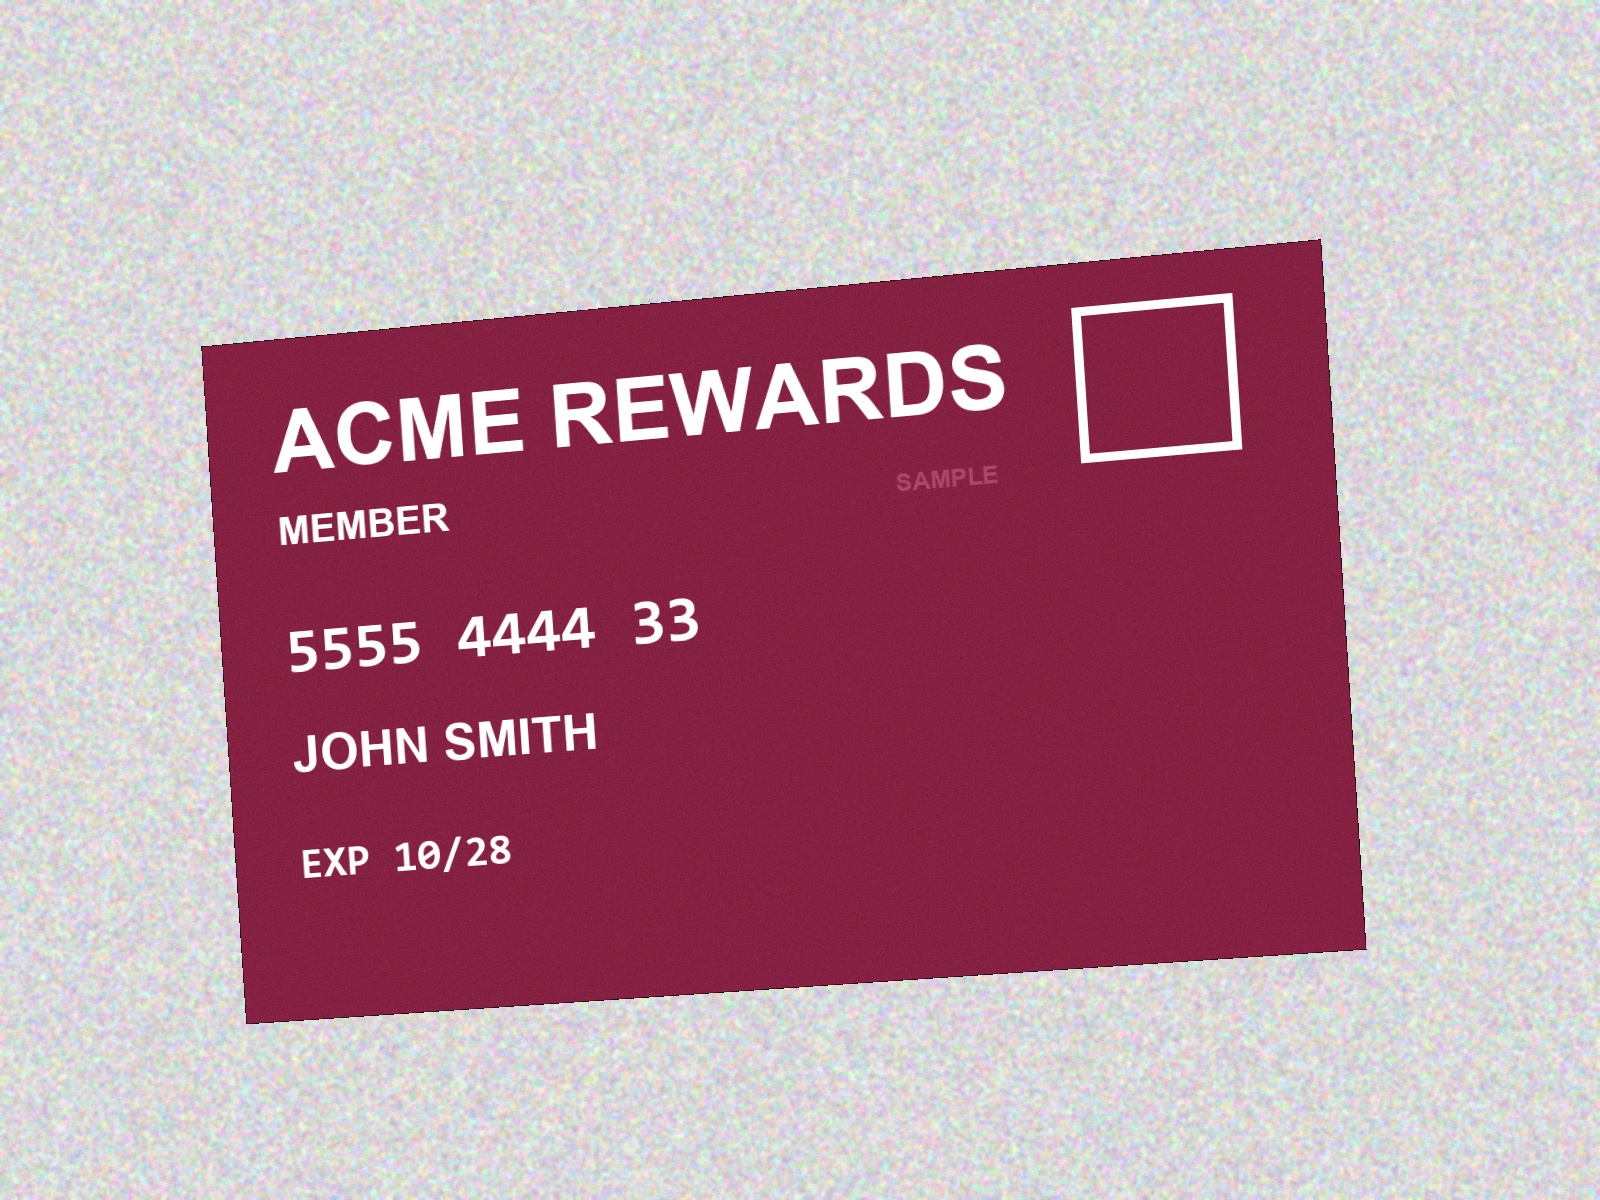 ACME REWARDS
SAMPLE
MEMBER
5555 4444 33
JOHN SMITH
EXP 10/28